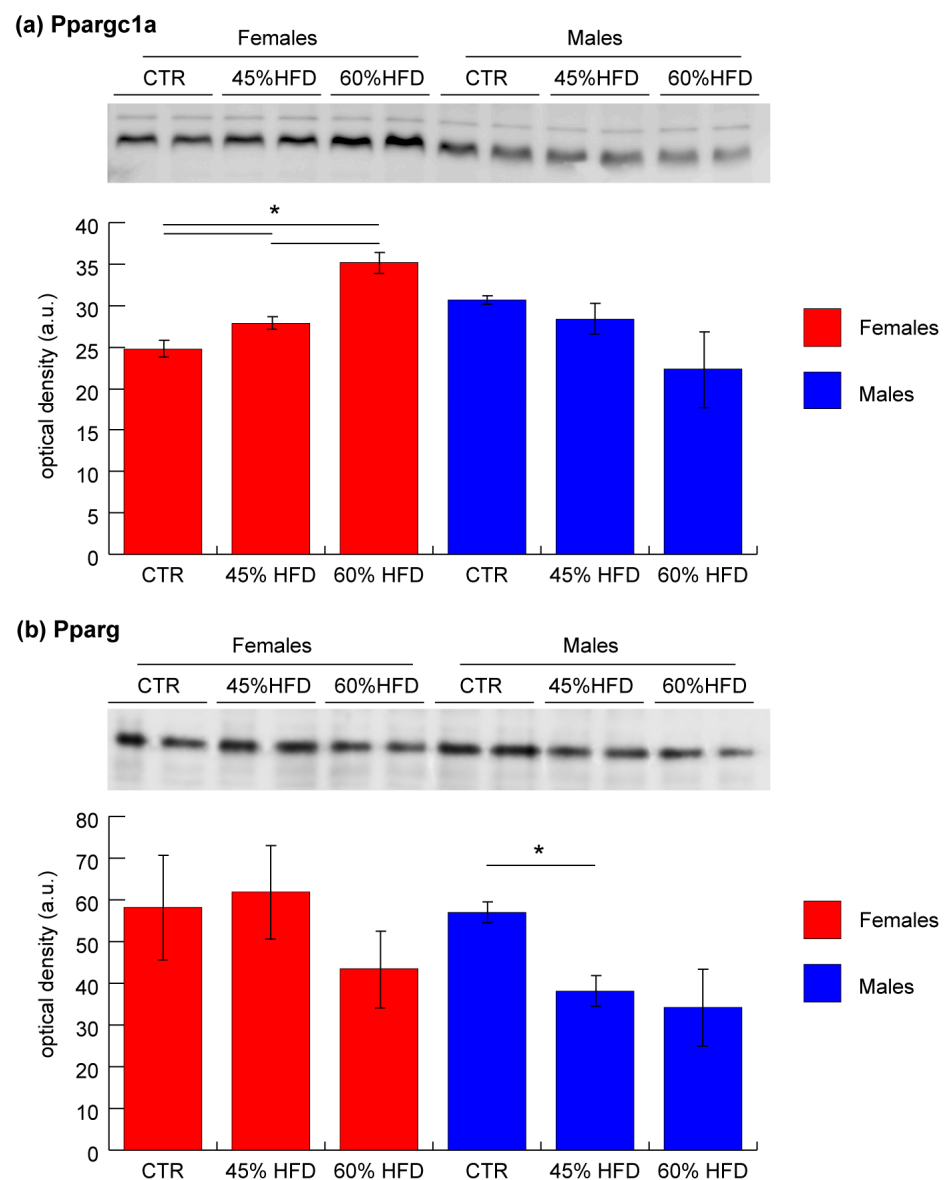 (a) Ppargc1a
Females Males
CTR 45%HFD 60%HFD CTR 45%HFD 60%HFD
40
35
30
25
20
15
10
5
0
optical density (a.u.)
*
CTR 45% HFD 60% HFD CTR 45% HFD 60% HFD
Females
Males
(b) Pparg
Females Males
CTR 45%HFD 60%HFD CTR 45%HFD 60%HFD
80
70
60
50
40
30
20
10
0
optical density (a.u.)
*
CTR 45% HFD 60% HFD CTR 45% HFD 60% HFD
Females
Males